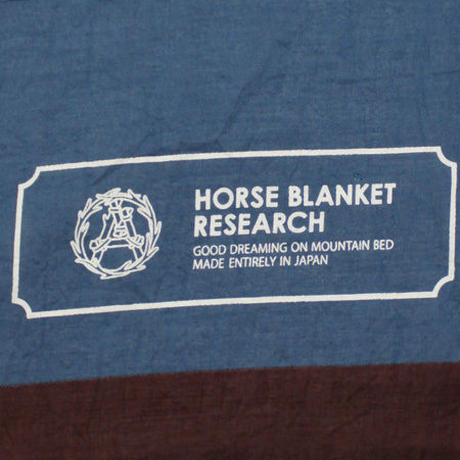 HORSE BLANKET
RESEARCH
GOOD DREAMING ON MOUNTAIN BED
MADE ENTIRELY IN JAPAN